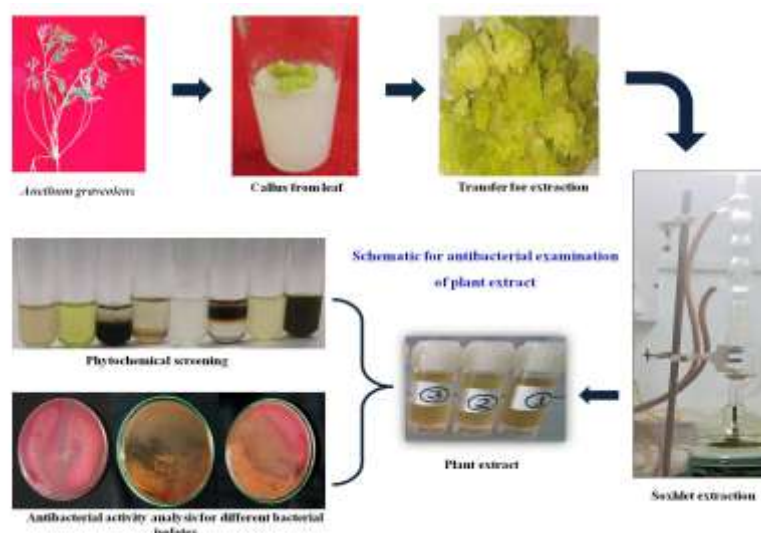 Anethum graveolens
Callus from leaf
Transfer for extraction
Schematic for antibacterial examination
of plant extract
Phytochemical screening
3
2
1
Plant extract
Soxhlet extraction
Antibacterial activity analysis for different bacterial
isolates